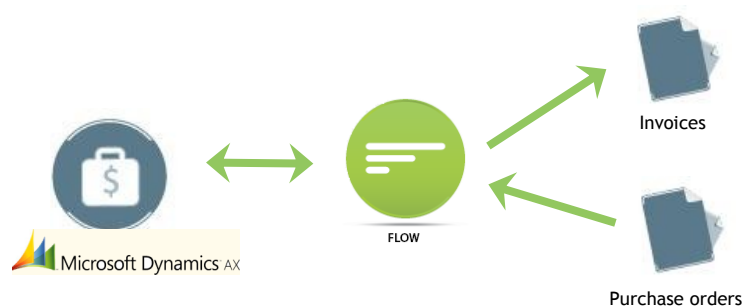 Invoices
$
FLOW
Microsoft Dynamics AX
Purchase orders